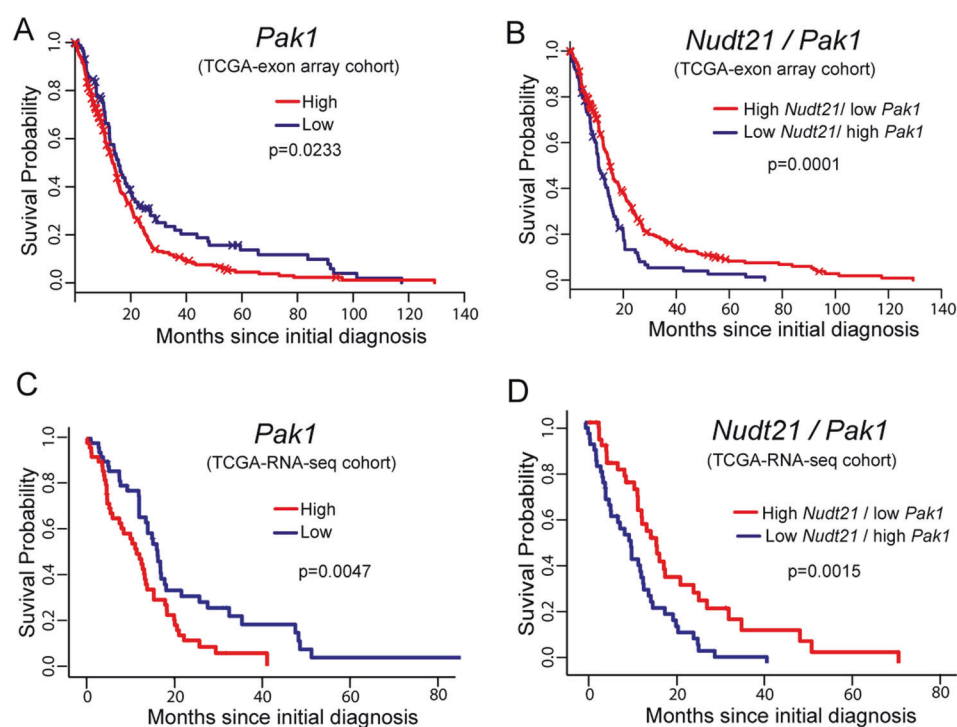 A
Pak1
(TCGA-exon array cohort)
High
Low
p=0.0233
Suvival Probability
1.0
0.8
0.6
0.4
0.2
0.0
20 40 60 80 100 120 140
Months since initial diagnosis
B
Nudt21 / Pak1
(TCGA-exon array cohort)
High Nudt21/ low Pak1
Low Nudt21/ high Pak1
p=0.0001
Suvival Probability
1.0
0.8
0.6
0.4
0.2
0.0
20 40 60 80 100 120 140
Months since initial diagnosis
C
Pak1
(TCGA-RNA-seq cohort)
High
Low
p=0.0047
Suvival Probability
1.0
0.8
0.6
0.4
0.2
0.0
0 20 40 60 80
Months since initial diagnosis
D
Nudt21 / Pak1
(TCGA-RNA-seq cohort)
High Nudt21 / low Pak1
Low Nudt21 / high Pak1
p=0.0015
Suvival Probability
1.0
0.8
0.6
0.4
0.2
0.0
0 20 40 60 80
Months since initial diagnosis